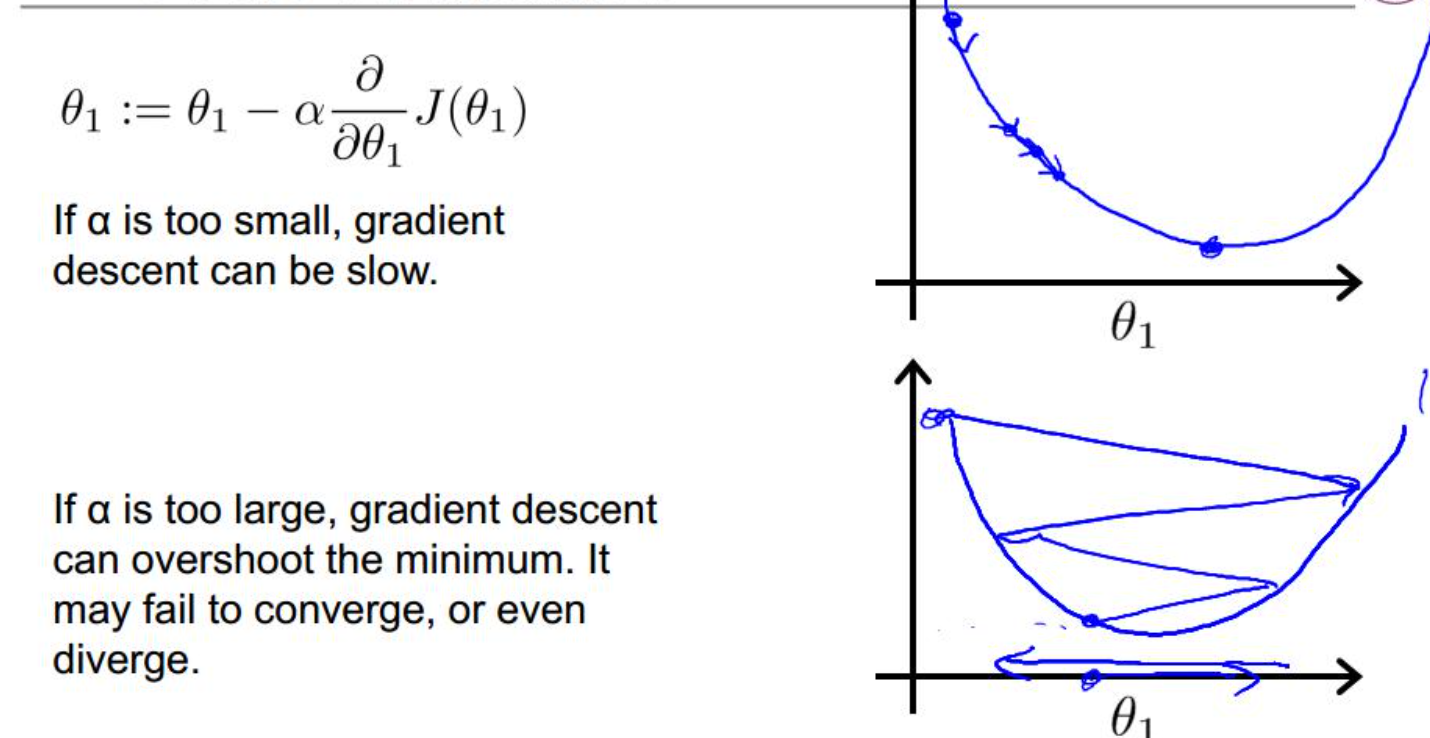 θ₁ := θ₁ − α ∂/∂θ₁ J(θ₁)
If α is too small, gradient
descent can be slow.
θ₁
If α is too large, gradient descent
can overshoot the minimum. It
may fail to converge, or even
diverge.
θ₁